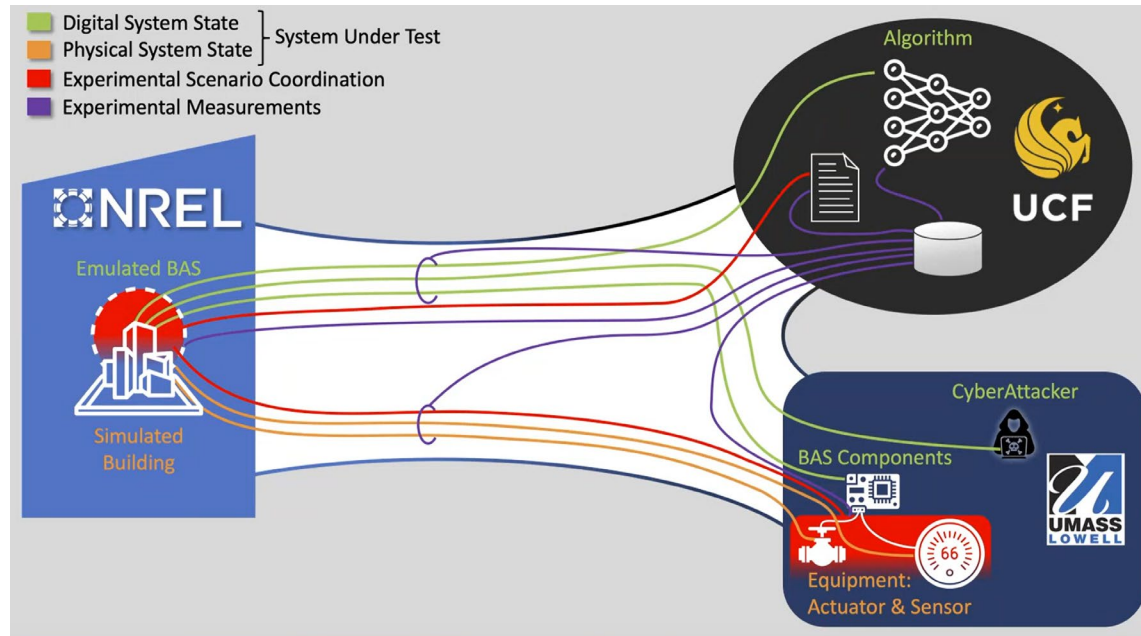 Digital System State
Physical System State
System Under Test
Experimental Scenario Coordination
Experimental Measurements
NREL
Emulated BAS
Simulated
Building
Algorithm
UCF
CyberAttacker
BAS Components
66
UMASS
LOWELL
Equipment:
Actuator & Sensor